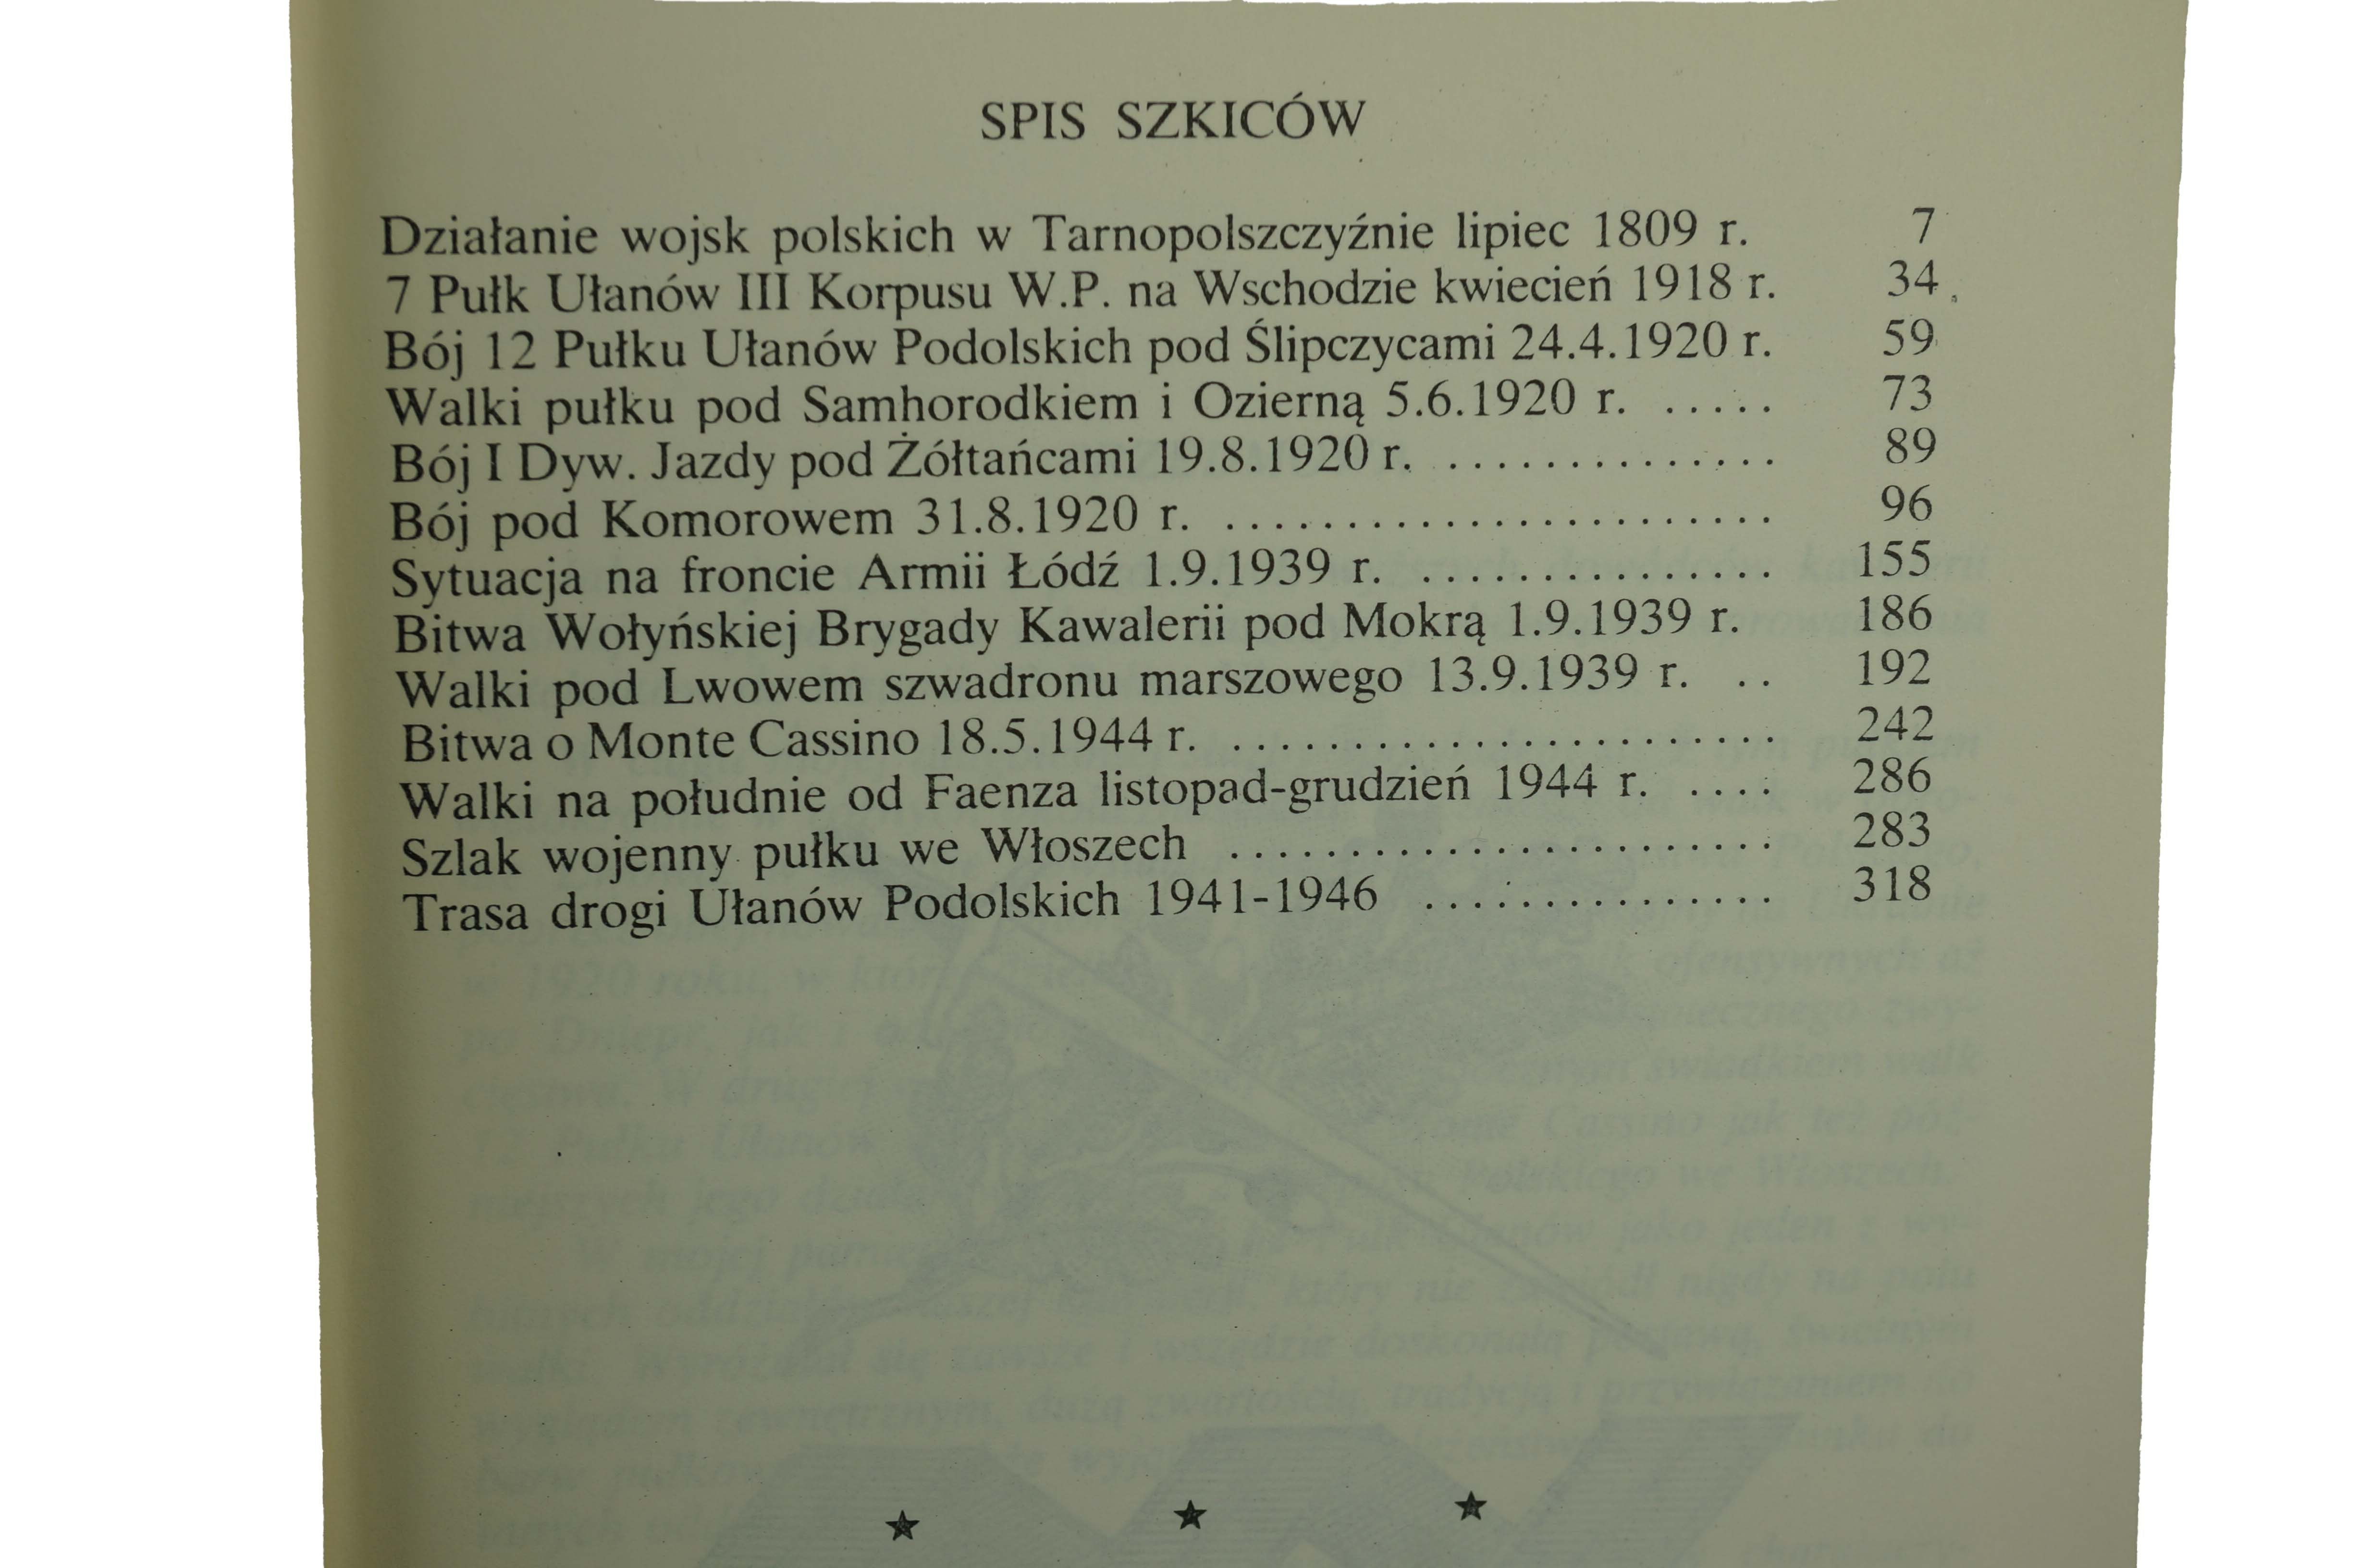 SPIS SZKICÓW
Działanie wojsk polskich w Tarnopolszczyźnie lipiec 1809 r. 7
7 Pułk Ułanów III Korpusu W.P. na Wschodzie kwiecień 1918 r. 34
Bój 12 Pułku Ułanów Podolskich pod Ślipczycami 24.4.1920 r. 59
Walki pułku pod Samhorodkiem i Ozierną 5.6.1920 r. ..... 73
Bój I Dyw. Jazdy pod Żółtańcami 19.8.1920 r. .............. 89
Bój pod Komorowem 31.8.1920 r. ....................... 96
Sytuacja na froncie Armii Łódź 1.9.1939 r. ............... 155
Bitwa Wołyńskiej Brygady Kawalerii pod Mokrą 1.9.1939 r. 186
Walki pod Lwowem szwadronu marszowego 13.9.1939 r. .. 192
Bitwa o Monte Cassino 18.5.1944 r. ....................... 242
Walki na południe od Faenza listopad-grudzień 1944 r. .... 286
Szlak wojenny pułku we Włoszech ....................... 283
Trasa drogi Ułanów Podolskich 1941-1946 ............... 318
★ ★ ★